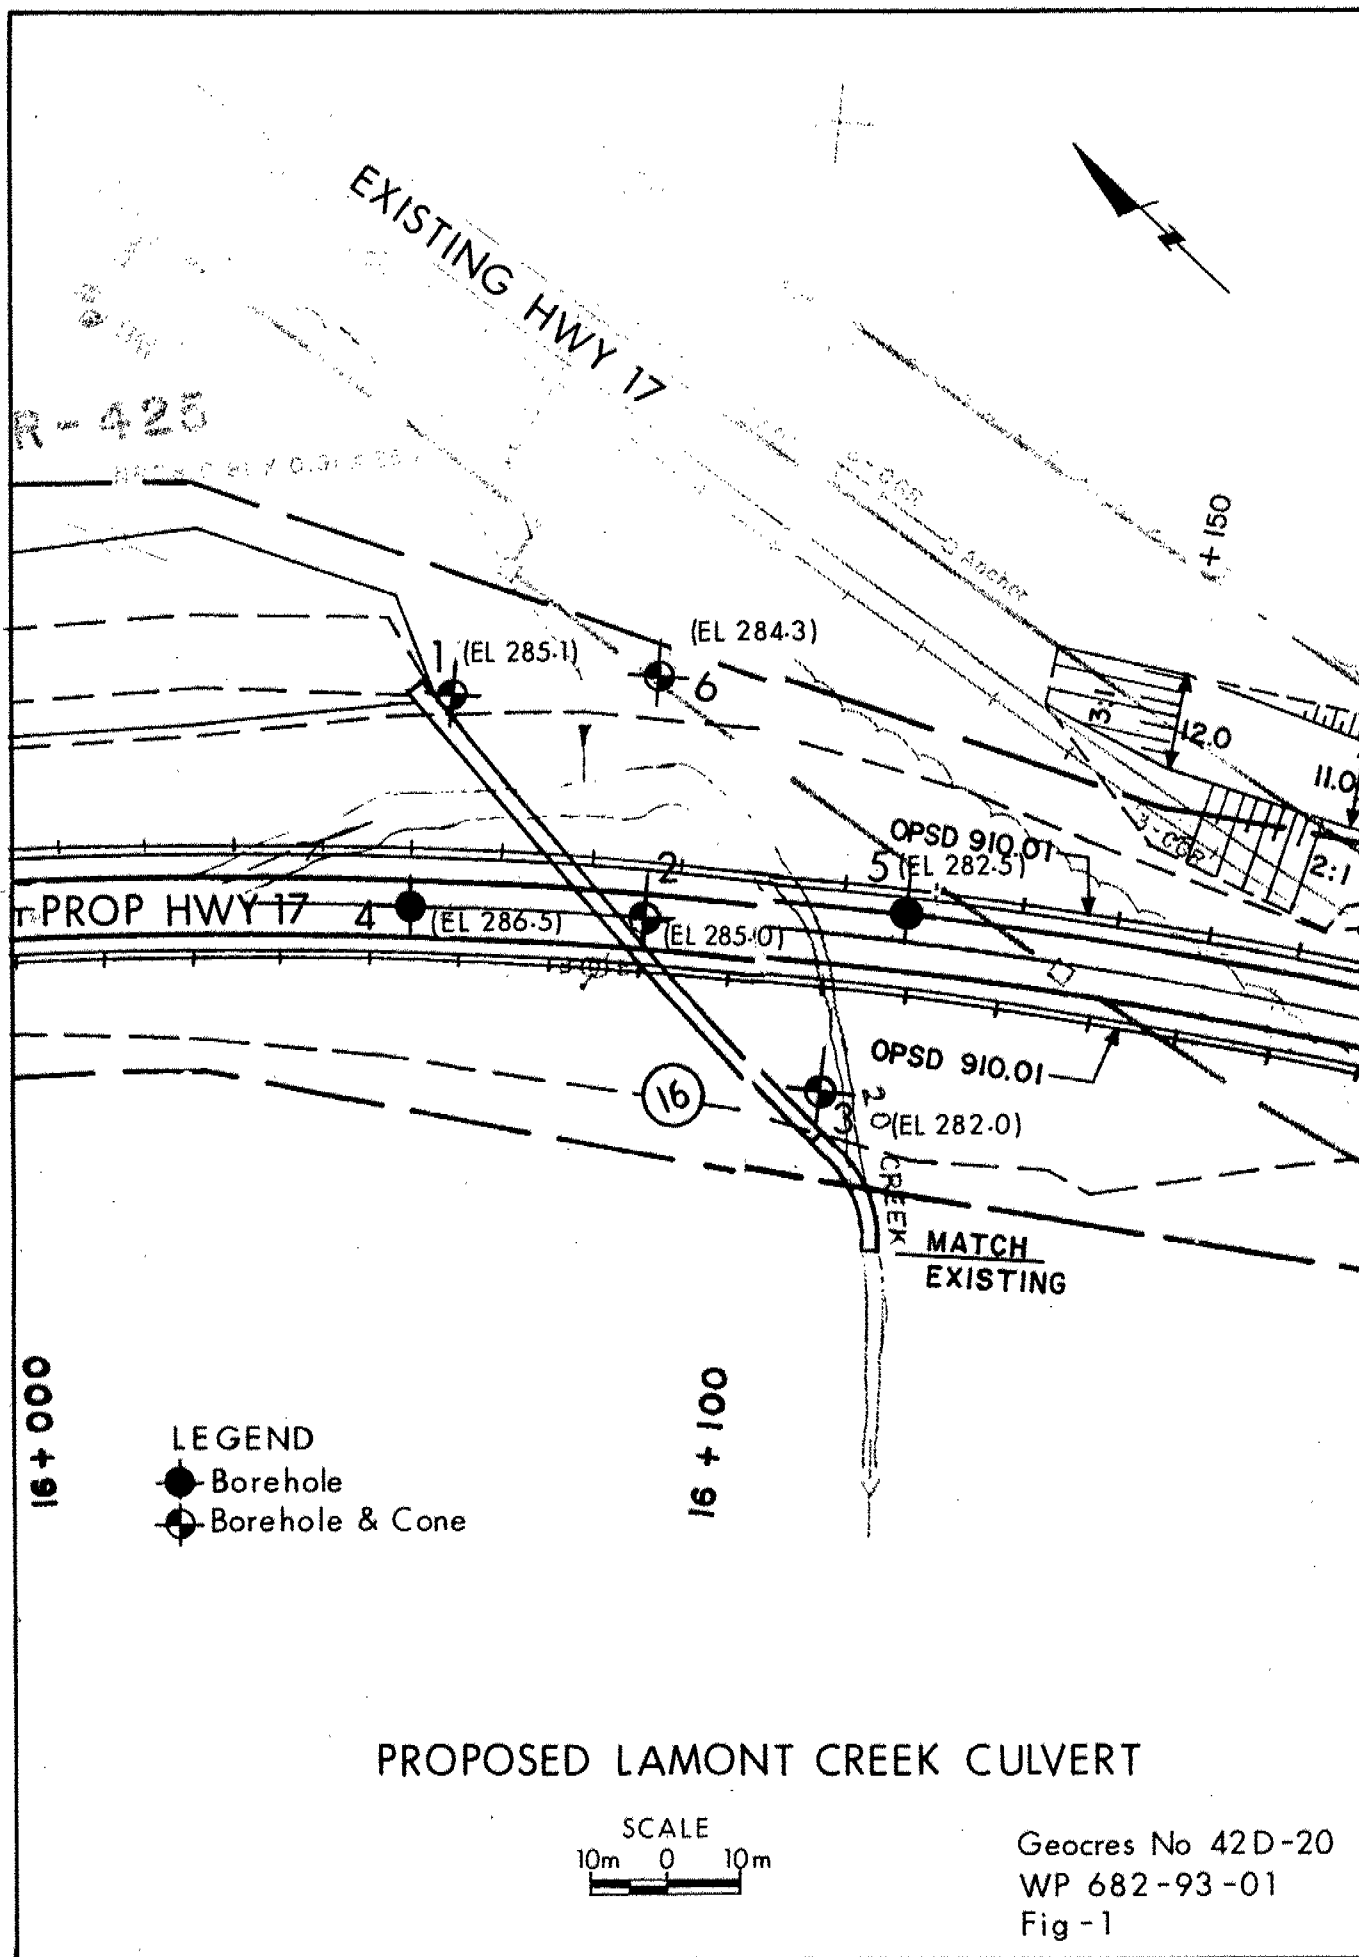 EXISTING HWY 17
R-425
Anchor
+150
1 (EL 285.1)
(EL 284.3)
6
3:1
12.0
11.0
OPSD 910.01
2:1
2
5 (EL 282.5)
PROP HWY 17
4 (EL 286.5)
(EL 285.0)
OPSD 910.01
16
3 (EL 282.0)
CREEK
MATCH
EXISTING
16+000
16+100
LEGEND
Borehole
Borehole & Cone
PROPOSED LAMONT CREEK CULVERT
SCALE
10m 0 10m
Geocres No 42D-20
WP 682-93-01
Fig-1